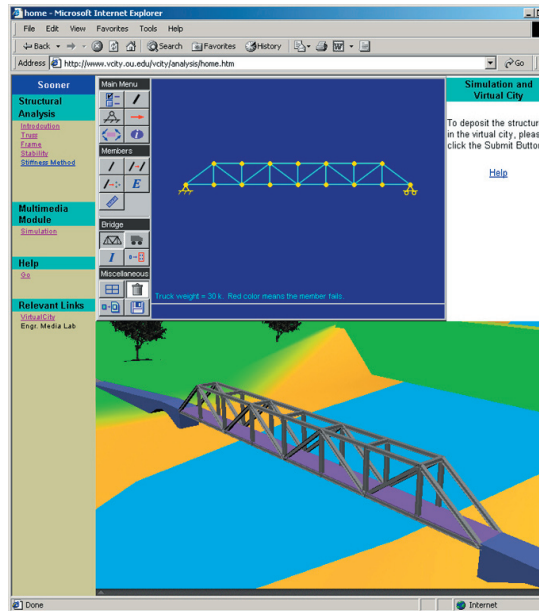 home - Microsoft Internet Explorer
File Edit View Favorites Tools Help
Back Search Favorites History
Address http://www.vcity.ou.edu/vcity/analysis/home.htm Go
Sooner
Structural
Analysis
Introduction
Truss
Frame
Stability
Stiffness Method
Multimedia
Module
Simulation
Help
Go
Relevant Links
VirtualCity
Engr. Media Lab
Main Menu
Members
E
Bridge
I
Miscellaneous
Truck weight = 30 k. Red color means the member fails.
Simulation and
Virtual City
To deposit the structur
in the virtual city, pleas
click the Submit Button
Help
Done Internet